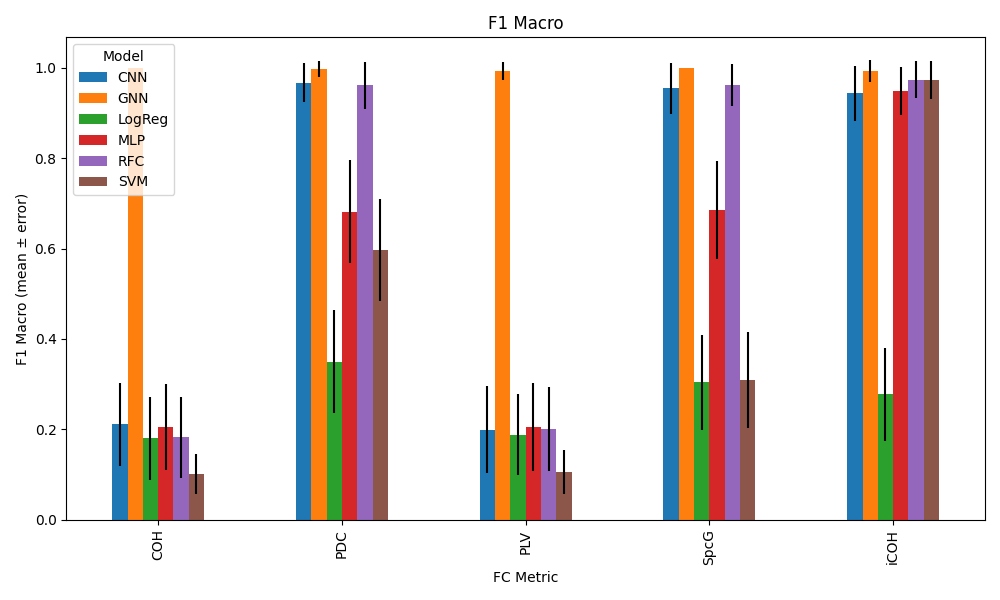 F1 Macro
Model
CNN
GNN
LogReg
MLP
RFC
SVM
F1 Macro (mean ± error)
1.0
0.8
0.6
0.4
0.2
0.0
COH
PDC
PLV
SpcG
iCOH
FC Metric